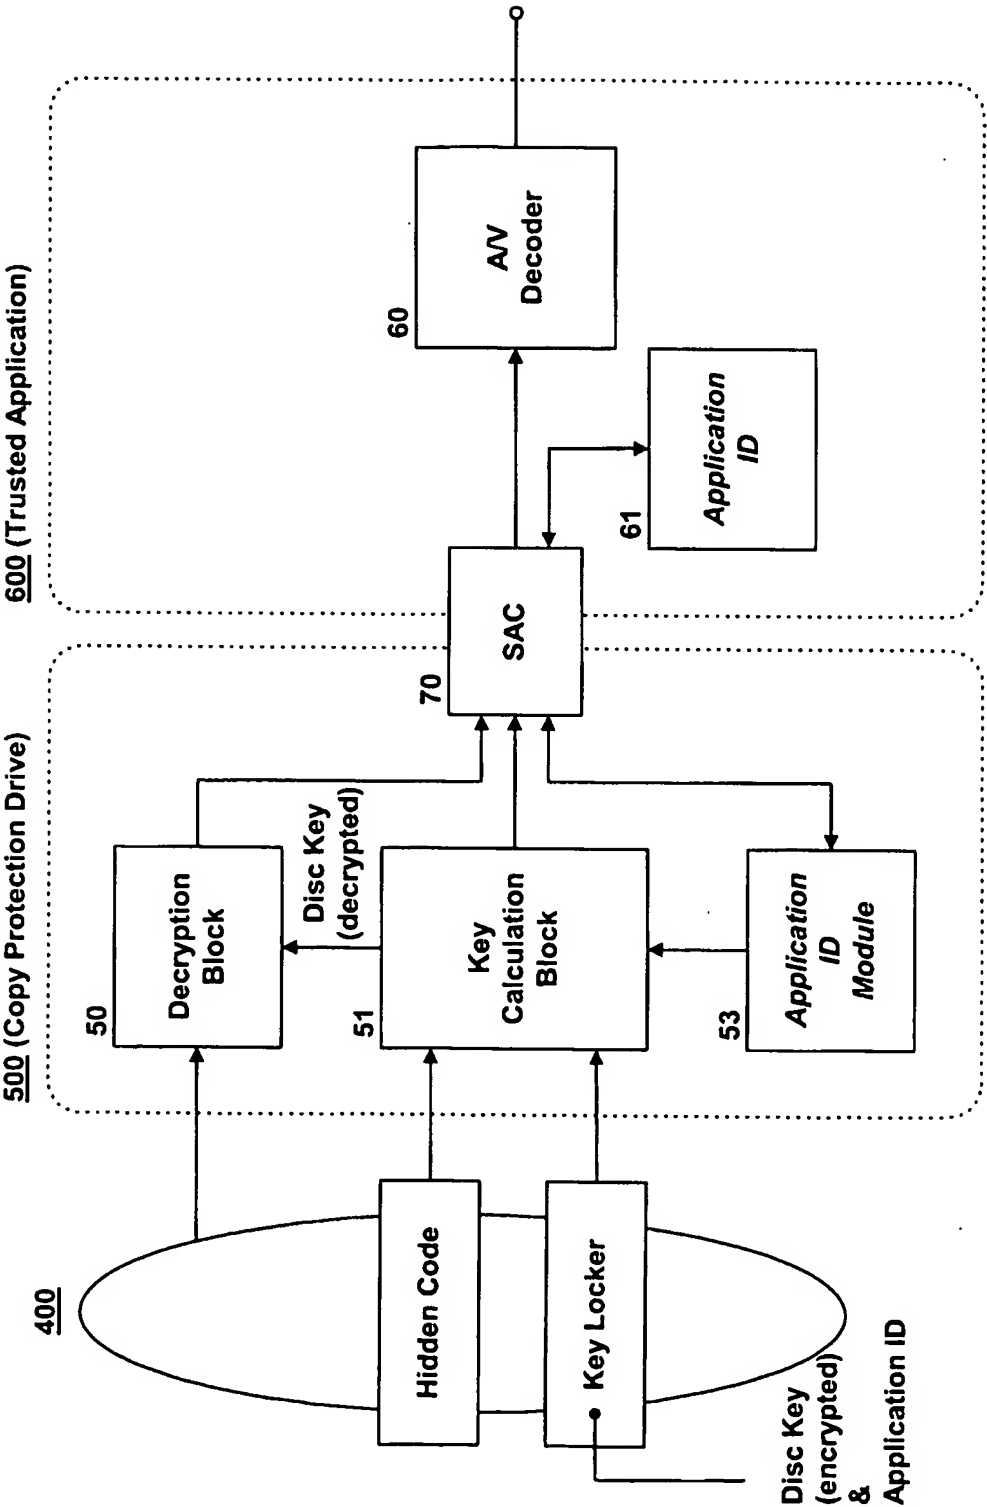 400
Hidden Code
Key Locker
Disc Key
(encrypted)
&
Application ID
500 (Copy Protection Drive)
50
Decryption
Block
Disc Key
(decrypted)
51
Key
Calculation
Block
53
Application
ID
Module
70
SAC
600 (Trusted Application)
60
A/V
Decoder
61
Application
ID